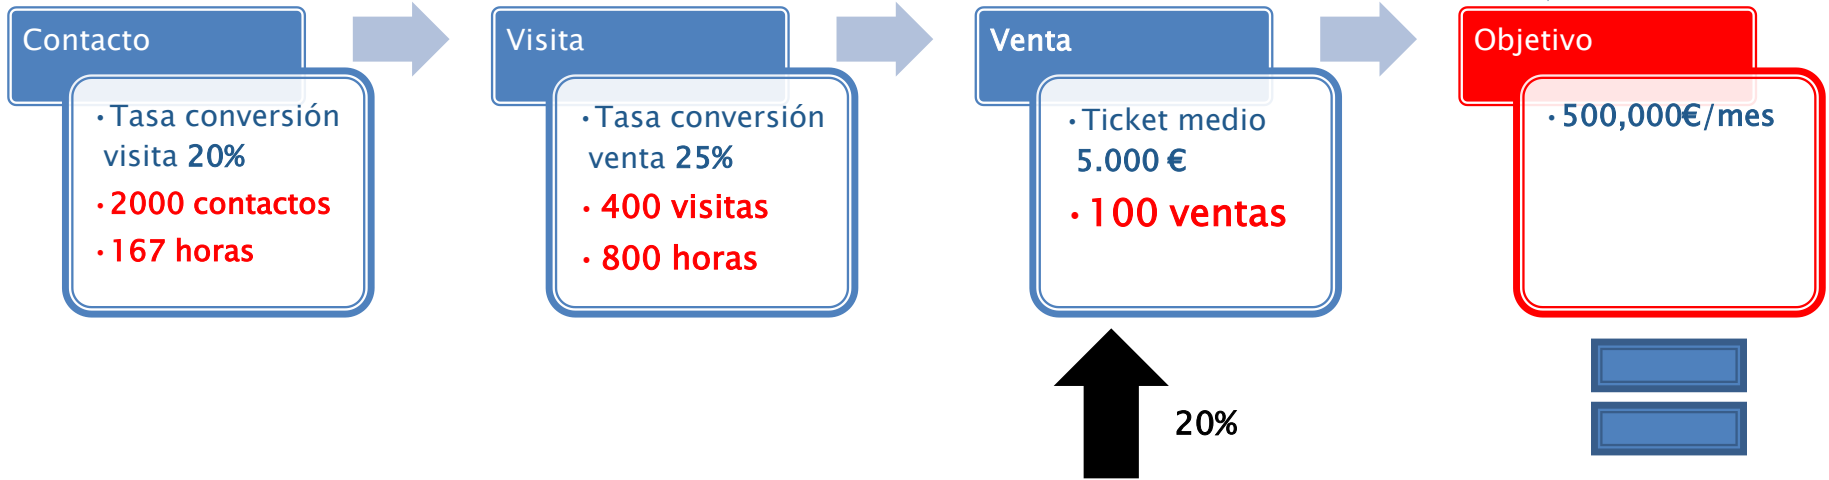 Contacto
· Tasa conversión
visita 20%
· 2000 contactos
· 167 horas
Visita
· Tasa conversión
venta 25%
· 400 visitas
· 800 horas
Venta
· Ticket medio
5.000 €
· 100 ventas
20%
Objetivo
· 500,000€/mes